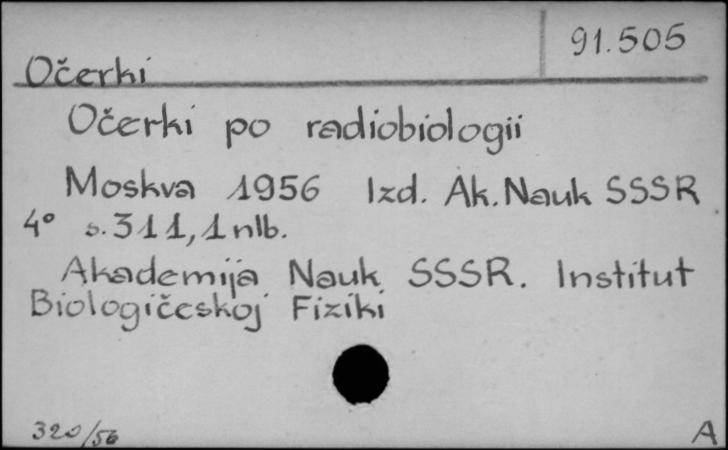 91.505
Očerki
Očerki po radiobiologii
Moskva 1956 Izd. Ak. Nauk SSSR
4° s. 311, 1 nlb.
Akademija Nauk SSSR. Institut
Biologičeskoj Fiziki
320/56
A